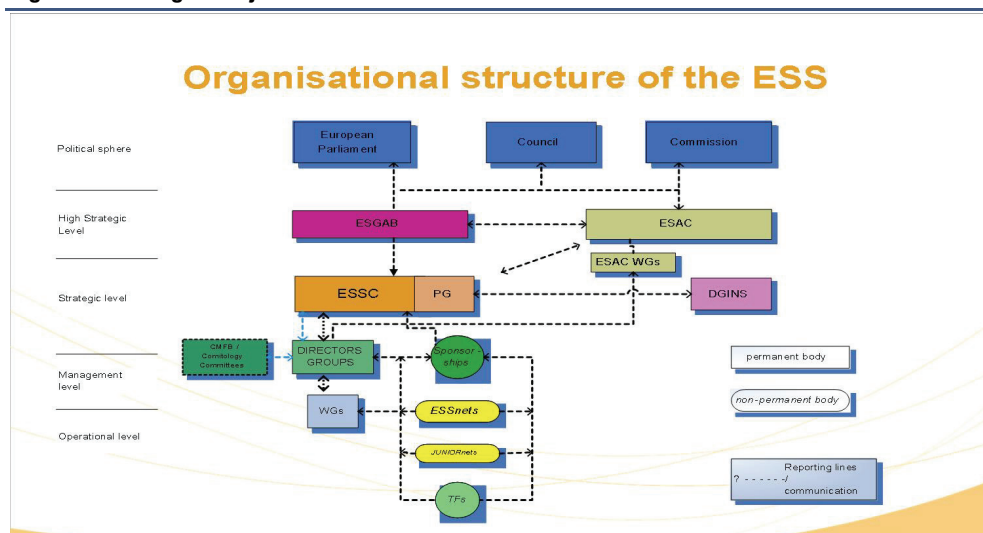 Organisational structure of the ESS
Political sphere
European
Parliament
Council
Commission
High Strategic
Level
ESGAB
ESAC
ESAC WGs
Strategic level
ESSC
PG
DGINS
CMFB /
Comitology
Committees
DIRECTORS
GROUPS
Sponsor -
ships
permanent body
Management
level
WGs
ESSnets
non-permanent body
Operational level
JUNIORnets
Reporting lines
? - - - - - -/
communication
TFs